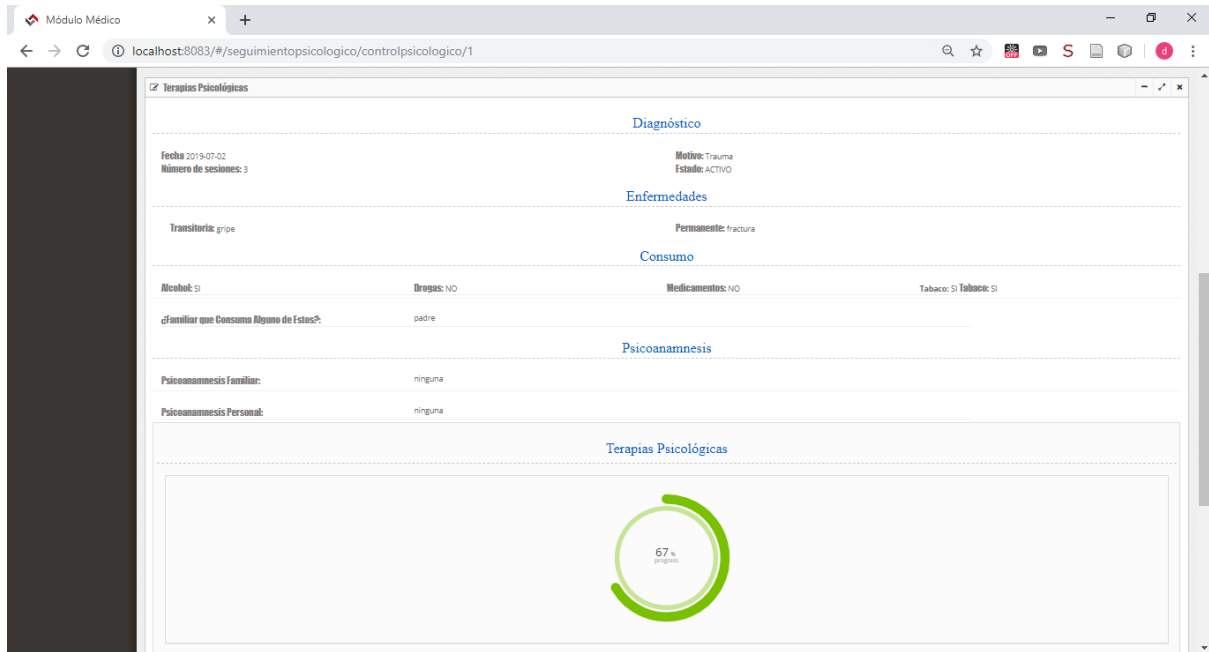 Módulo Médico
localhost:8083/#/seguimientopsicologico/controlpsicologico/1
OFF S d
Terapias Psicológicas
Diagnóstico
Fecha 2019-07-02 Motivo: Trauma
Número de sesiones: 3 Estado: ACTIVO
Enfermedades
Transitoria: gripe Permanente: fractura
Consumo
Alcohol: SI Drogas: NO Medicamentos: NO Tabaco: SI Tabaco: SI
¿Familiar que Consuma Alguno de Estos?: padre
Psicoanamnesis
Psicoanamnesis Familiar: ninguna
Psicoanamnesis Personal: ninguna
Terapias Psicológicas
67 %
progress